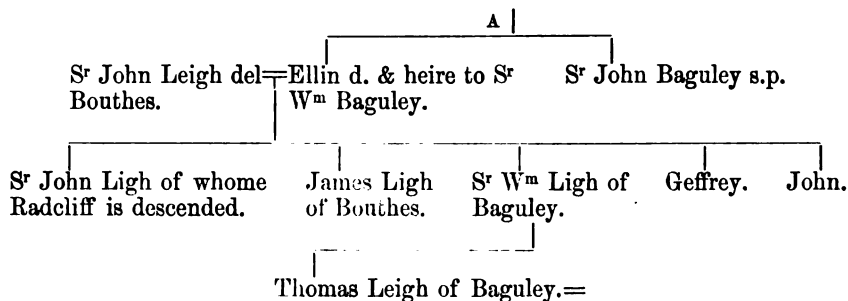 A
Sr John Leigh del=Ellin d. & heire to Sr Sr John Baguley s.p.
Bouthes. Wm Baguley.
Sr John Ligh of whome James Ligh Sr Wm Ligh of Geffrey. John.
Radcliff is descended. of Bouthes. Baguley.
Thomas Leigh of Baguley.=